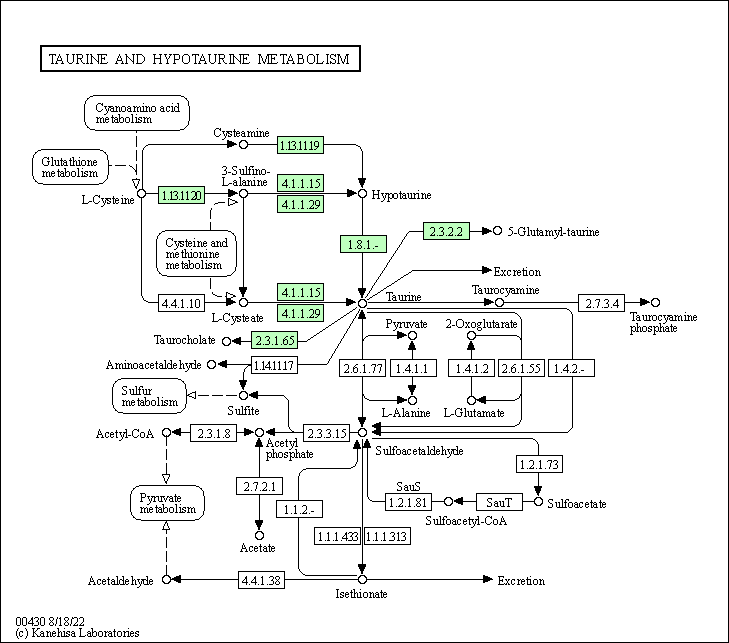 TAURINE AND HYPOTAURINE METABOLISM
Cyanoamino acid
metabolism
Cysteamine
1.13.11.19
Glutathione
metabolism
3-Sulfino-
L-alanine
4.1.1.15
L-Cysteine
1.13.11.20
4.1.1.29
Hypotaurine
Cysteine and
methionine
metabolism
1.8.1.-
2.3.2.2
5-Glutamyl-taurine
Excretion
4.1.1.15
Taurine
Taurocyamine
4.4.1.10
2.7.3.4
L-Cysteate
4.1.1.29
Taurocyamine
phosphate
Taurocholate
2.3.1.65
Pyruvate
2-Oxoglutarate
Aminoacetaldehyde
1.14.11.17
2.6.1.77
1.4.1.1
1.4.1.2
2.6.1.55
1.4.2.-
Sulfur
metabolism
Sulfite
L-Alanine
L-Glutamate
Acetyl-CoA
2.3.1.8
Acetyl
phosphate
2.3.3.15
Sulfoacetaldehyde
1.2.1.73
2.7.2.1
SauS
1.2.1.81
SauT
Sulfoacetate
Sulfoacetyl-CoA
Pyruvate
metabolism
1.1.2.-
1.1.1.433
1.1.1.313
Acetate
Acetaldehyde
4.4.1.38
Isethionate
Excretion
00430 8/18/22
(c) Kanehisa Laboratories